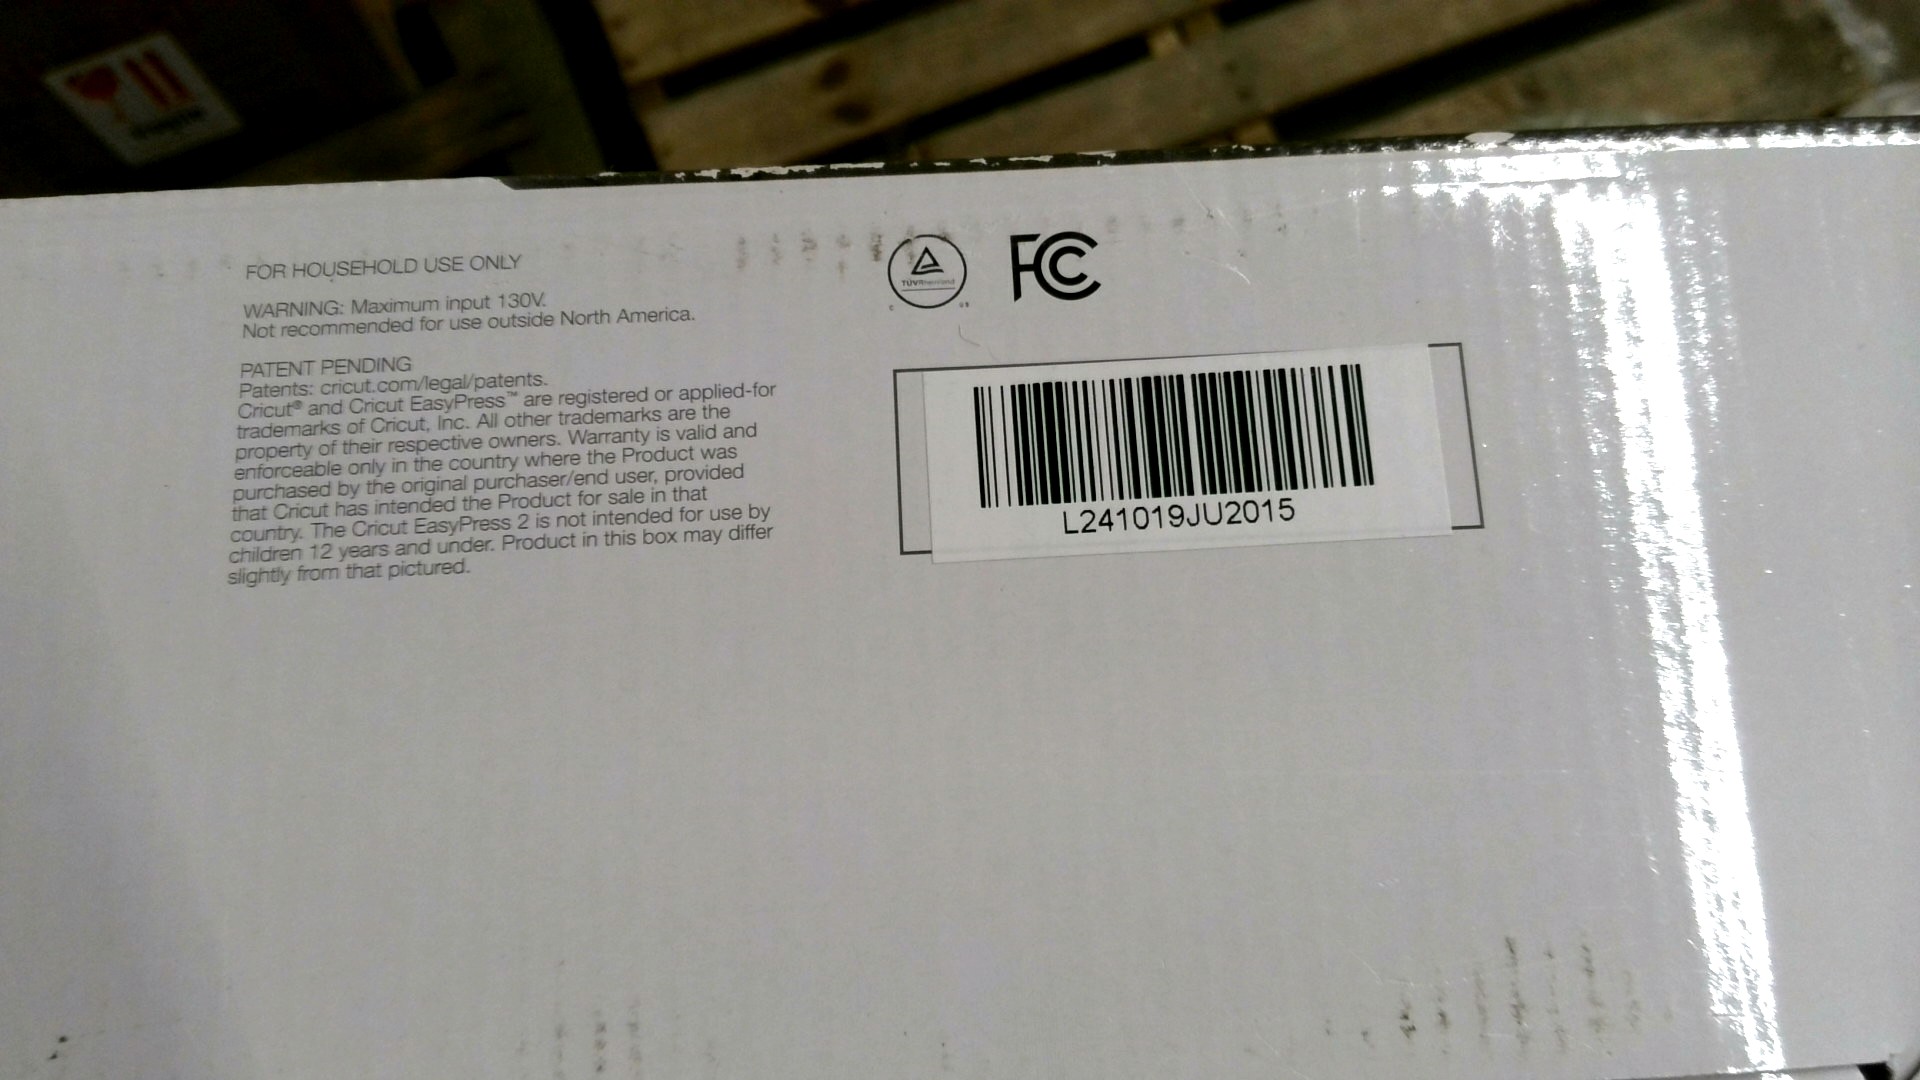 FOR HOUSEHOLD USE ONLY
WARNING: Maximum input 130V.
Not recommended for use outside North America.
PATENT PENDING
Patents: cricut.com/legal/patents.
Cricut® and Cricut EasyPress™ are registered or applied-for
trademarks of Cricut, Inc. All other trademarks are the
property of their respective owners. Warranty is valid and
enforceable only in the country where the Product was
purchased by the original purchaser/end user, provided
that Cricut has intended the Product for sale in that
country. The Cricut EasyPress 2 is not intended for use by
children 12 years and under. Product in this box may differ
slightly from that pictured.
TÜVRheinland
C US
FC
L241019JU2015